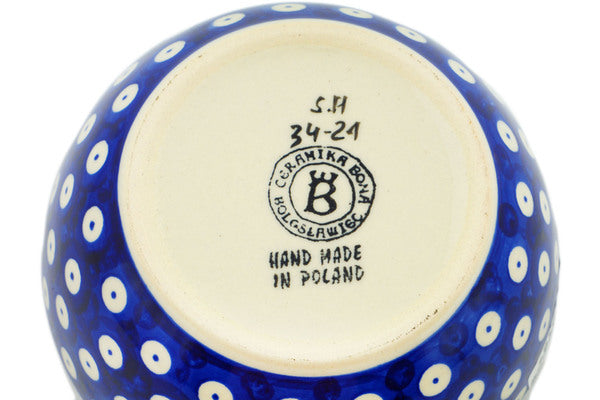 S.H
34-21
CERAMIKA BONA
B
BOLESŁAWIEC
HAND MADE
IN POLAND